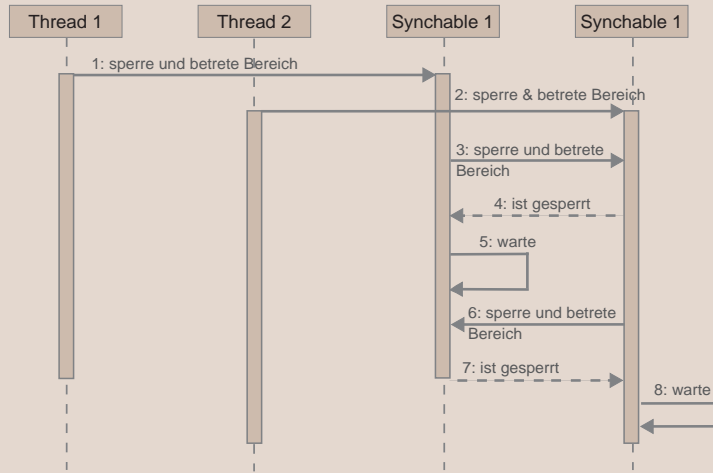 Thread 1
Thread 2
Synchable 1
Synchable 1
1: sperre und betrete Bereich
2: sperre & betrete Bereich
3: sperre und betrete
Bereich
4: ist gesperrt
5: warte
6: sperre und betrete
Bereich
7: ist gesperrt
8: warte